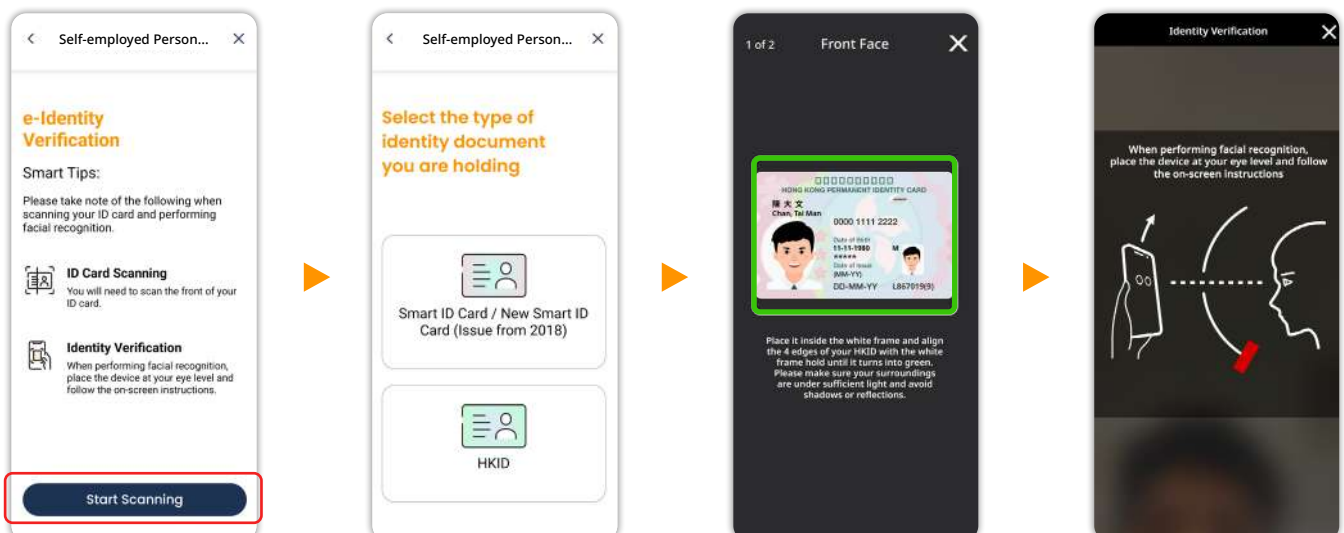 Self-employed Person...
e-Identity
Verification
Smart Tips:
Please take note of the following when
scanning your ID card and performing
facial recognition.
ID Card Scanning
You will need to scan the front of your
ID card.
Identity Verification
When performing facial recognition,
place the device at your eye level and
follow the on-screen instructions.
Start Scanning
Self-employed Person...
Select the type of
identity document
you are holding
Smart ID Card / New Smart ID
Card (Issue from 2018)
HKID
1 of 2
Front Face
HONG KONG PERMANENT IDENTITY CARD
陳 大 文
Chan, Tai Man
0000 1111 2222
Date of Birth
11-11-1980 M
*****
Date of Issue
(MM-YY)
DD-MM-YY L867019(9)
Place it inside the white frame and align
the 4 edges of your HKID with the white
frame hold until it turns into green.
Please make sure your surroundings
are under sufficient light and avoid
shadows or reflections.
Identity Verification
When performing facial recognition,
place the device at your eye level and follow
the on-screen instructions